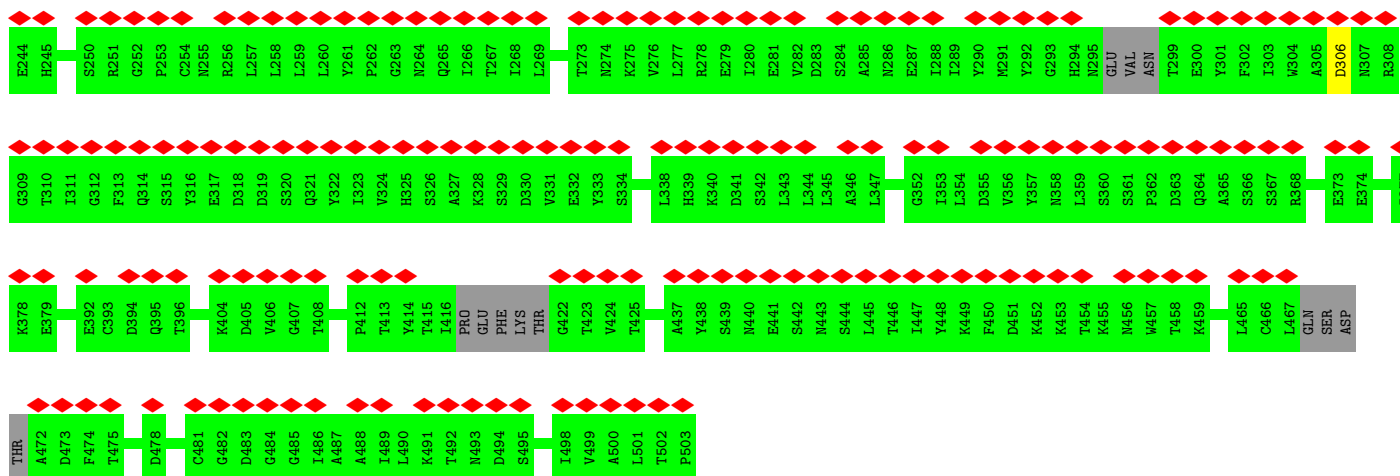 E244 H245 S250 R251 G252 P253 C254 N255 R256 L257 L258 L259 L260 Y261 P262 G263 N264 Q265 I266 T267 I268 L269 T273 N274 K275 V276 L277 R278 E279 I280 E281 V282 D283 S284 A285 N286 E287 I288 I289 Y290 M291 Y292 G293 H294 N295 GLU VAL ASN T299 E300 Y301 F302 I303 W304 A305 D306 N307 R308
G309 T310 I311 G312 F313 Q314 S315 Y316 E317 D318 D319 S320 Q321 Y322 I323 V324 H325 S326 A327 K328 S329 D330 V331 E332 Y333 S334 L338 H339 K340 D341 S342 L343 L344 L345 A346 L347 G352 I353 L354 D355 V356 Y357 N358 L359 S360 S361 P362 D363 Q364 A365 S366 S367 R368 E373 E374
K378 E379 E392 C393 D394 Q395 T396 K404 D405 V406 G407 T408 P412 T413 Y414 T415 I416 PRO GLU PHE LYS THR G422 T423 V424 T425 A437 Y438 S439 N440 E441 S442 N443 S444 L445 T446 I447 Y448 K449 F450 D451 K452 K453 T454 K455 N456 W457 T458 K459 L465 C466 L467 GLN SER ASP
THR A472 D473 F474 T475 D478 C481 G482 D483 G484 G485 I486 A487 A488 I489 L490 K491 T492 N493 D494 S495 I498 V499 A500 L501 T502 P503